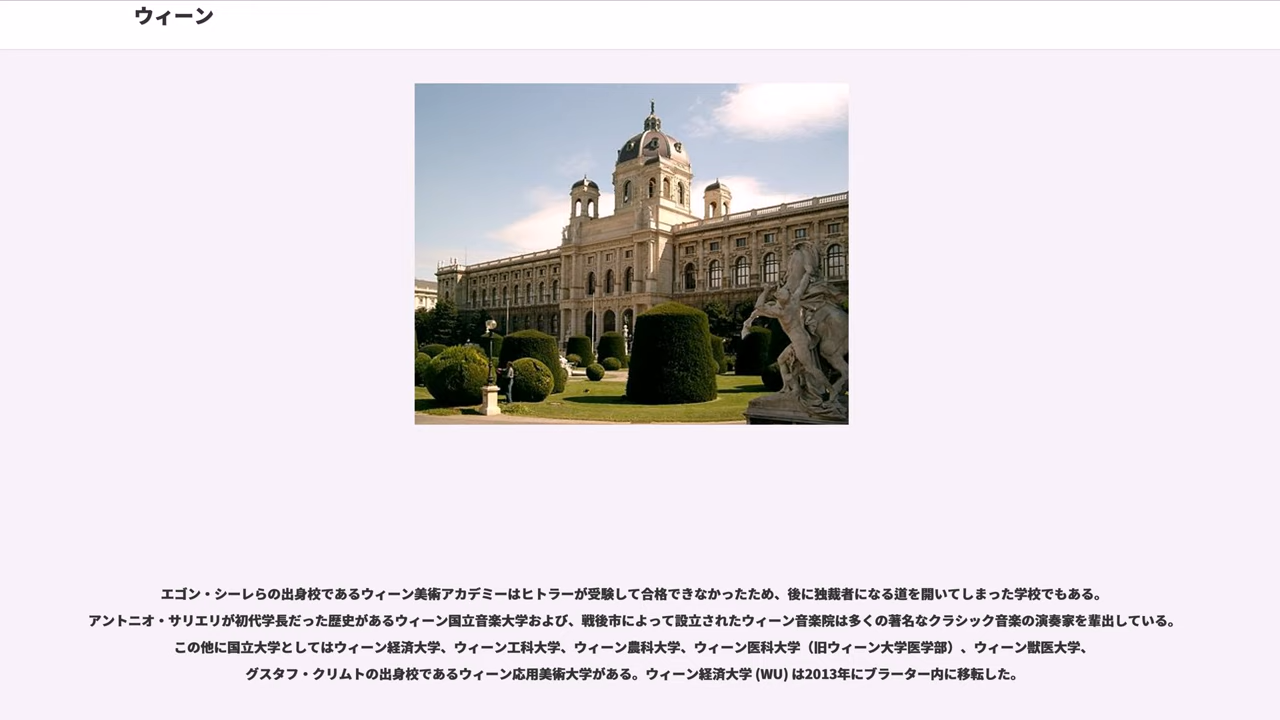 ウィーン
エゴン・シーレらの出身校であるウィーン美術アカデミーはヒトラーが受験して合格できなかったため、後に独裁者になる道を開いてしまった学校でもある。
アントニオ・サリエリが初代学長だった歴史があるウィーン国立音楽大学および、戦後市によって設立されたウィーン音楽院は多くの著名なクラシック音楽の演奏家を輩出している。
この他に国立大学としてはウィーン経済大学、ウィーン工科大学、ウィーン農科大学、ウィーン医科大学（旧ウィーン大学医学部）、ウィーン獣医大学、
グスタフ・クリムトの出身校であるウィーン応用美術大学がある。ウィーン経済大学 (WU) は2013年にプラーター内に移転した。